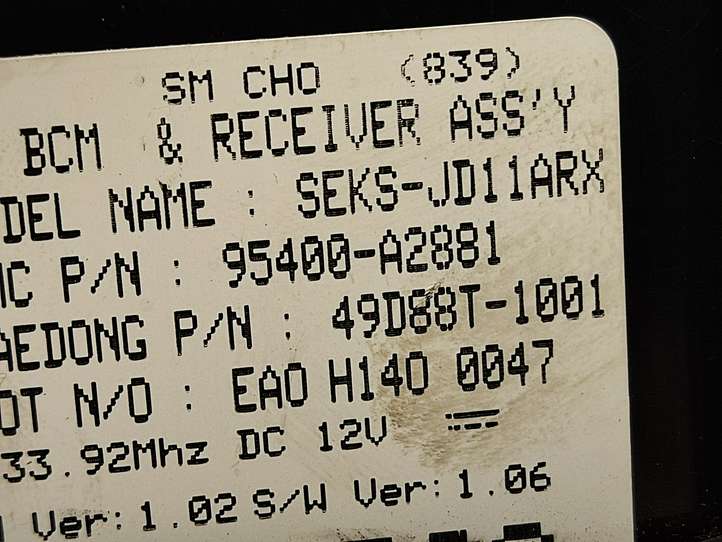 SM CHO (839)
BCM & RECEIVER ASS'Y
DEL NAME : SEKS-JD11ARX
MC P/N : 95400-A2881
AEDONG P/N : 49D88T-1001
OT N/O : EAO H140 0047
33.92Mhz DC 12V
Ver:1.02 S/W Ver:1.06